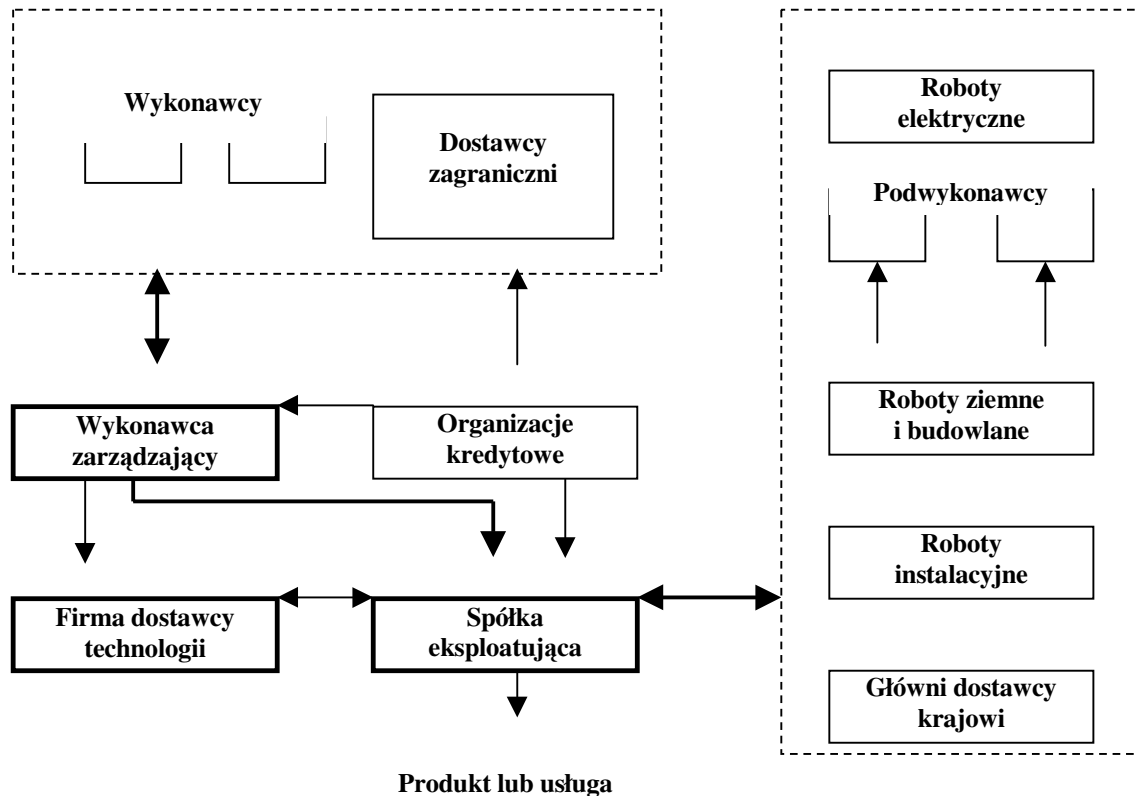 Wykonawcy
Dostawcy
zagraniczni
Roboty
elektryczne
Podwykonawcy
Wykonawca
zarządzający
Organizacje
kredytowe
Roboty ziemne
i budowlane
Roboty
instalacyjne
Firma dostawcy
technologii
Spółka
eksploatująca
Główni dostawcy
krajowi
Produkt lub usługa